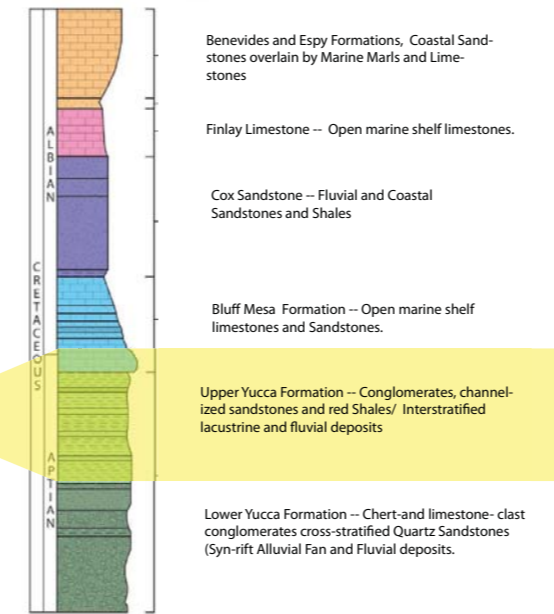 Benevides and Espy Formations, Coastal Sand-
stones overlain by Marine Marls and Lime-
stones
Finlay Limestone -- Open marine shelf limestones.
Cox Sandstone -- Fluvial and Coastal
Sandstones and Shales
Bluff Mesa Formation -- Open marine shelf
limestones and Sandstones.
Upper Yucca Formation -- Conglomerates, channel-
ized sandstones and red Shales/ Interstratified
lacustrine and fluvial deposits
Lower Yucca Formation -- Chert-and limestone- clast
conglomerates cross-stratified Quartz Sandstones
(Syn-rift Alluvial Fan and Fluvial deposits.
CRETACEOUS
ALBIAN
APTIAN